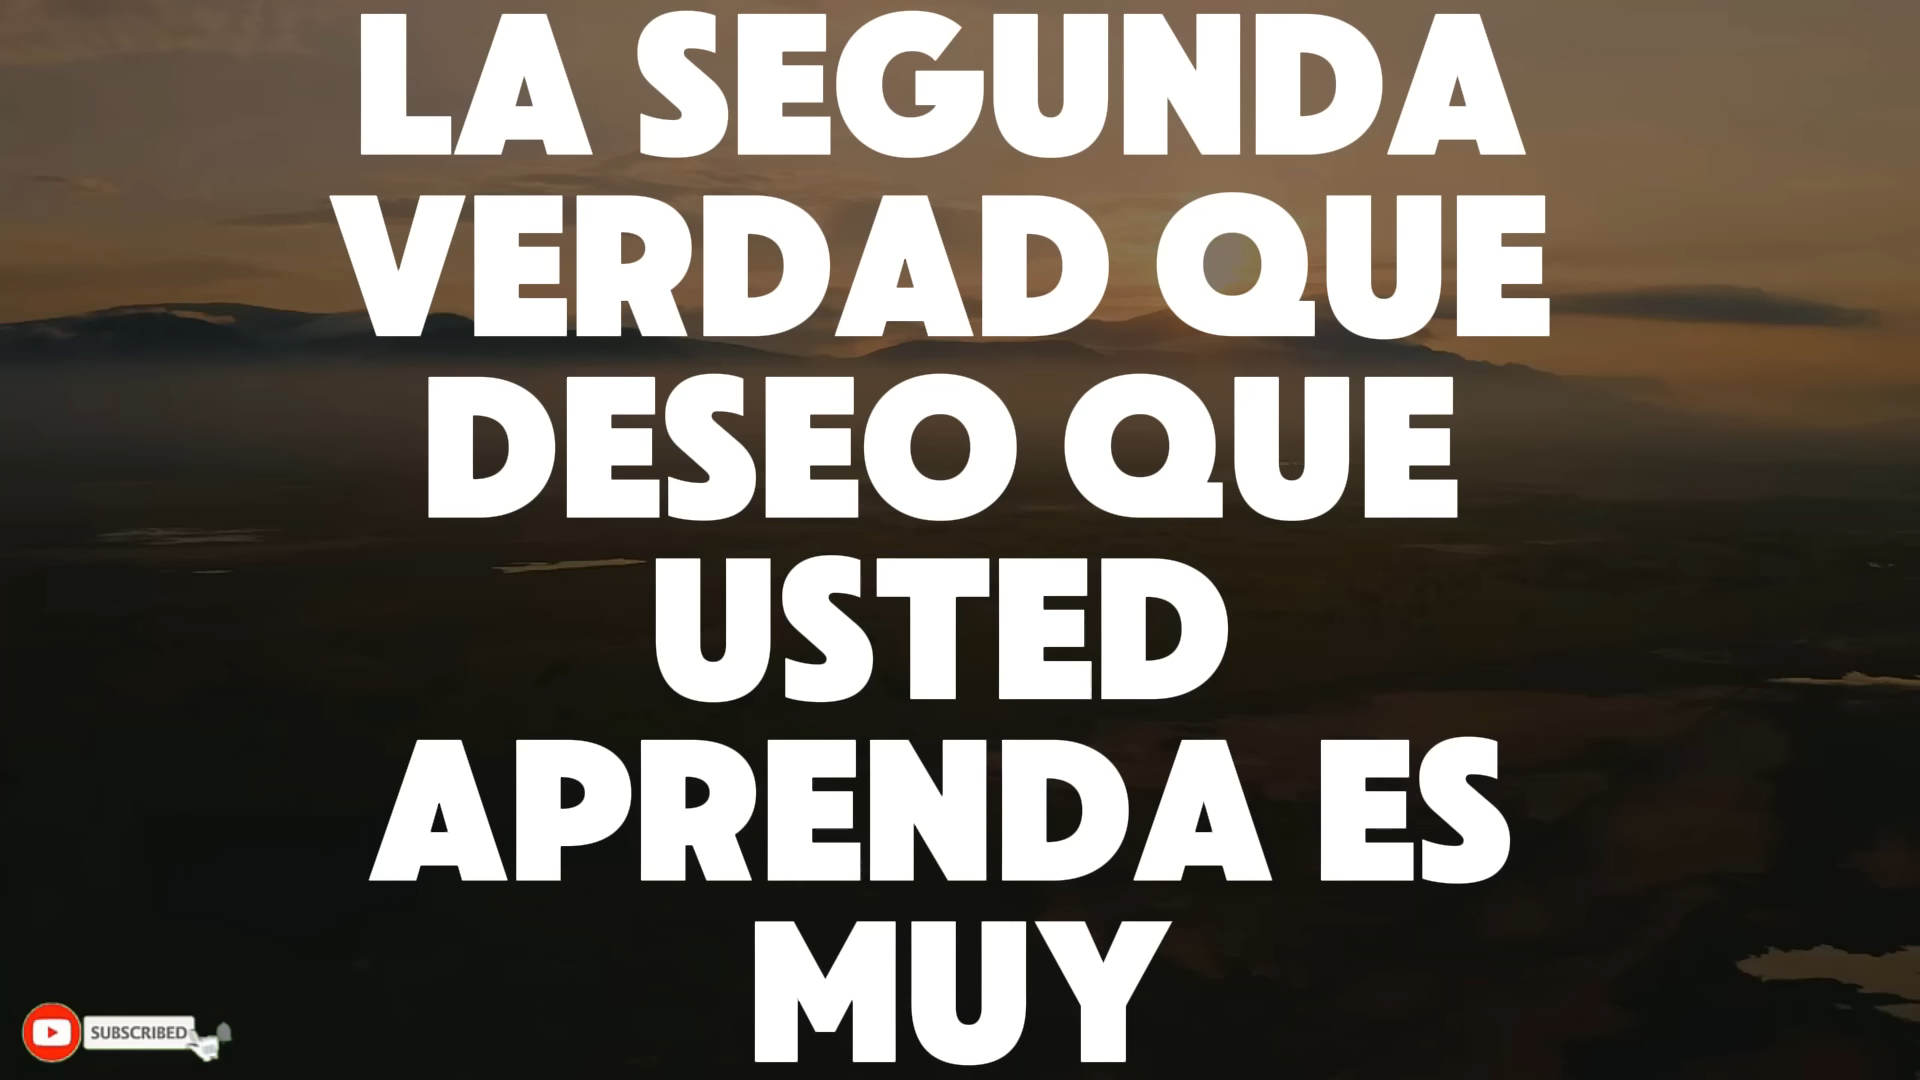 LA SEGUNDA
VERDAD QUE
DESEO QUE
USTED
APRENDA ES
MUY
SUBSCRIBED